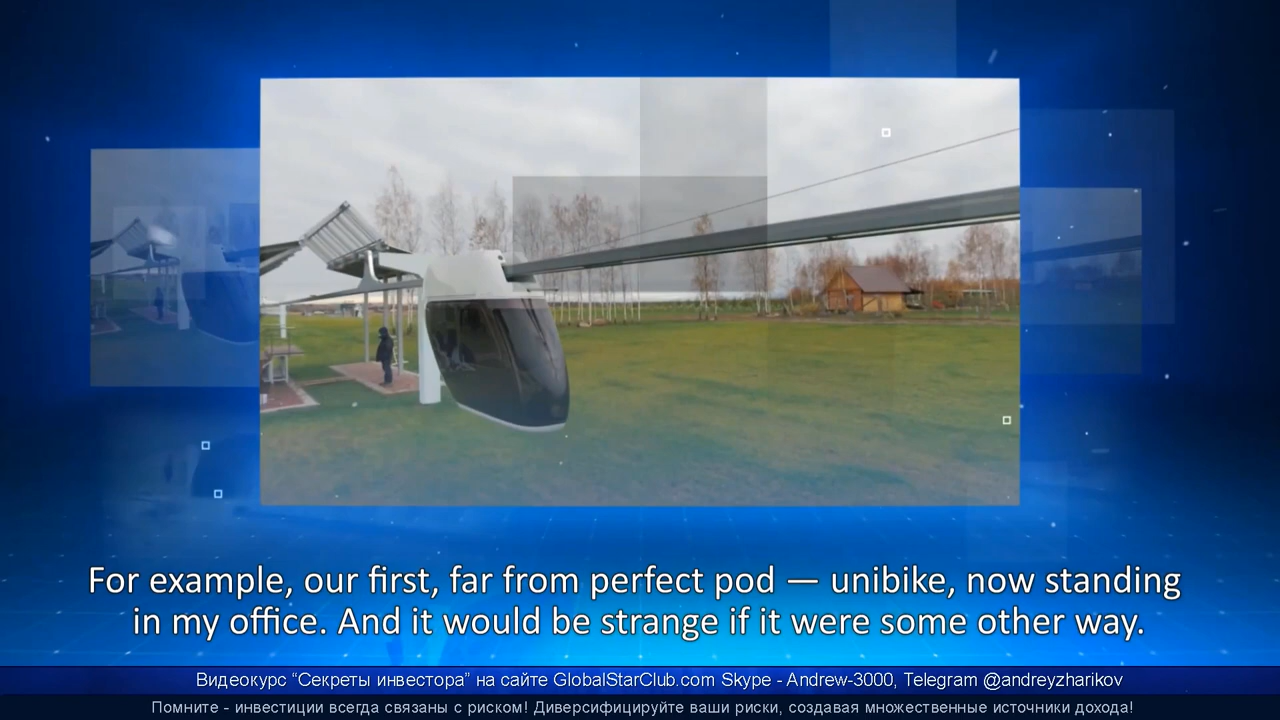 For example, our first, far from perfect pod — unibike, now standing
in my office. And it would be strange if it were some other way.
Видеокурс “Секреты инвестора” на сайте GlobalStarClub.com Skype - Andrew-3000, Telegram @andreyzharikov
Помните - инвестиции всегда связаны с риском! Диверсифицируйте ваши риски, создавая множественные источники дохода!